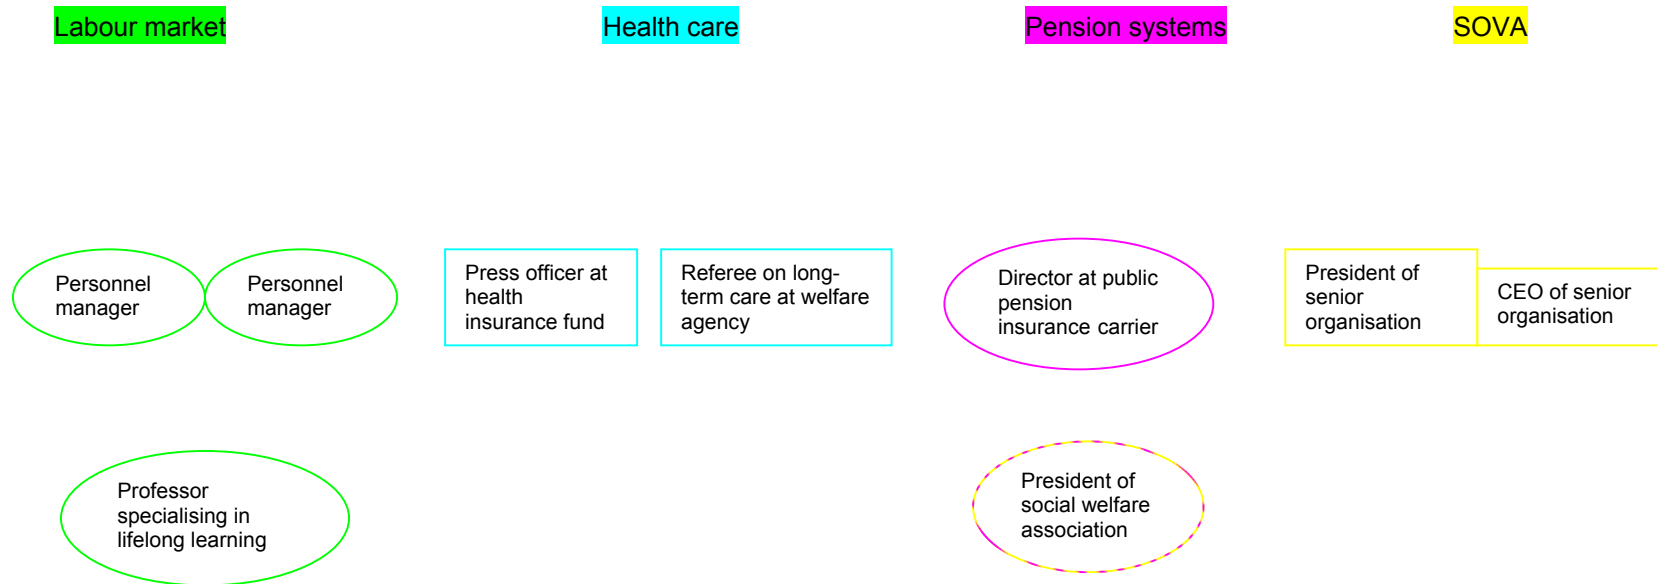 Labour market
Health care
Pension systems
SOVA
Personnel
manager
Personnel
manager
Press officer at
health
insurance fund
Referee on long-
term care at welfare
agency
Director at public
pension
insurance carrier
President of
senior
organisation
CEO of senior
organisation
Professor
specialising in
lifelong learning
President of
social welfare
association